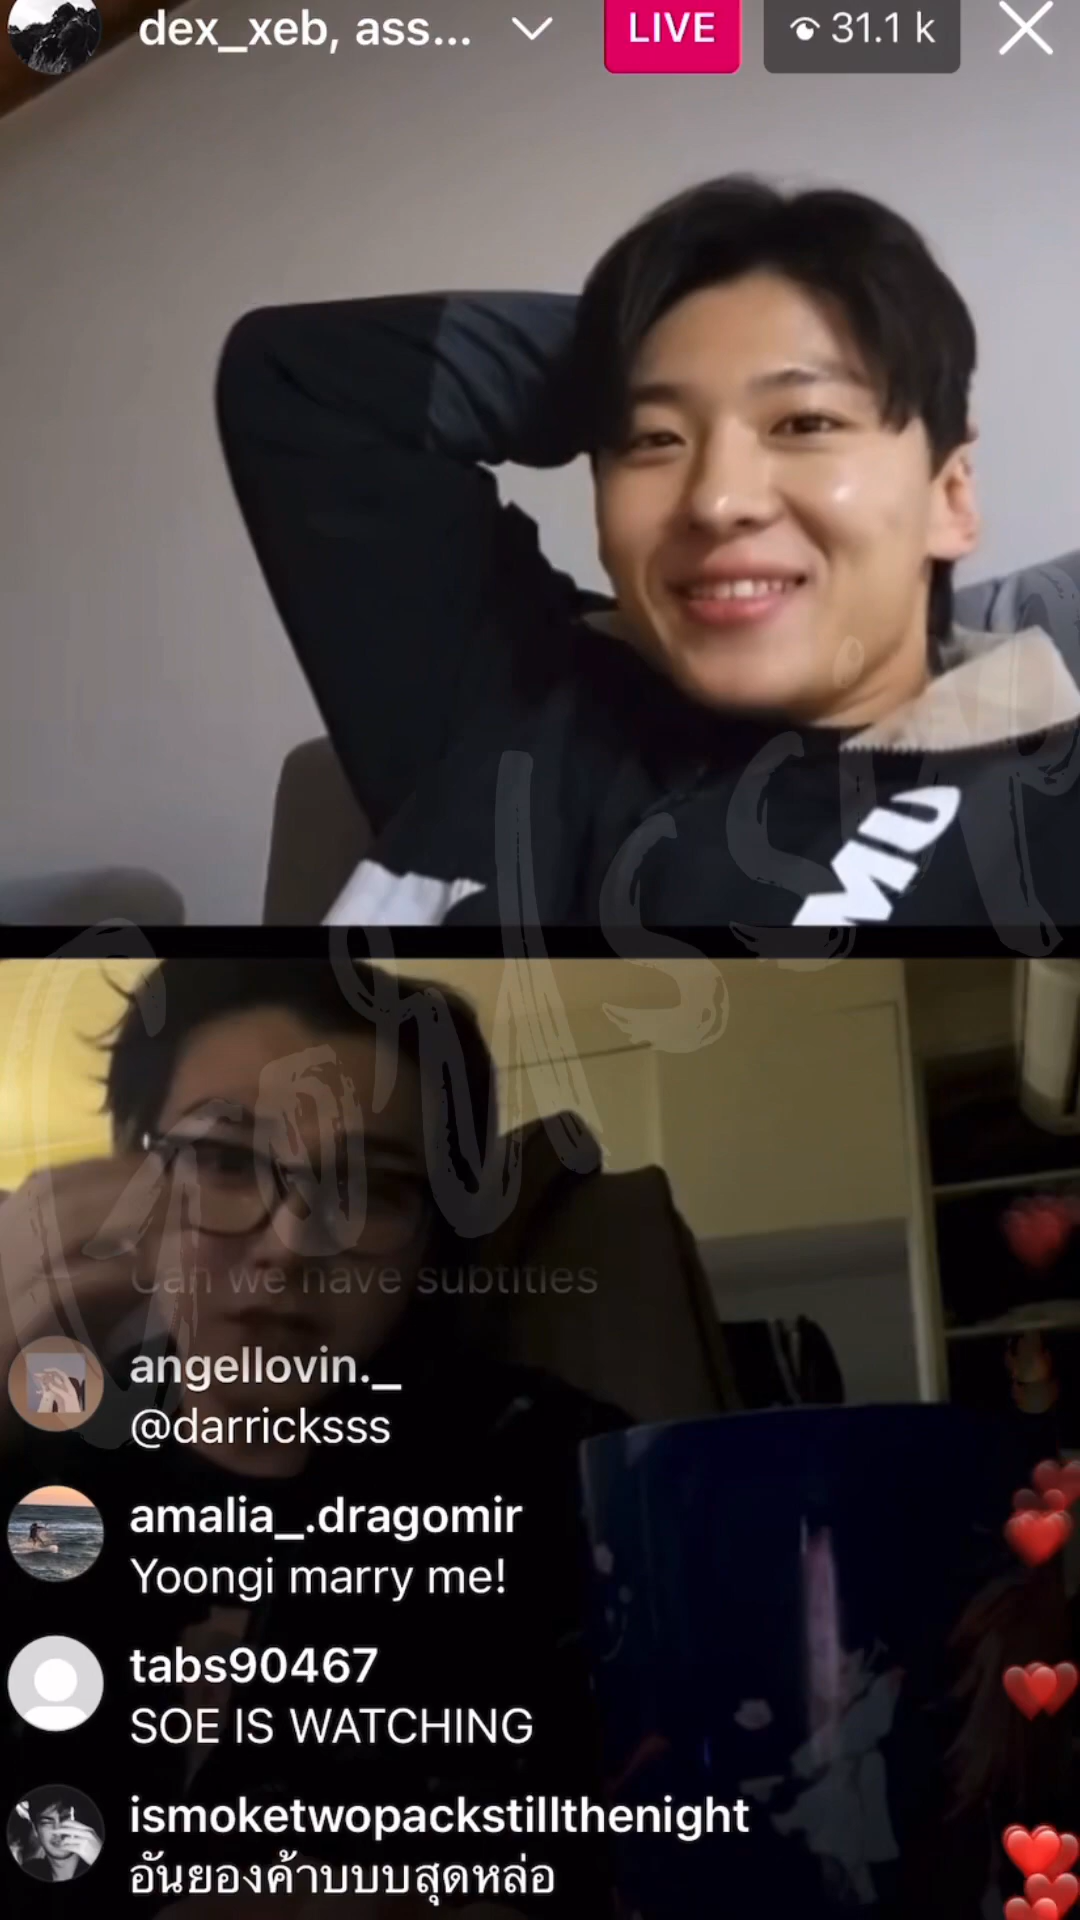 dex_xeb, ass...
LIVE
31.1 k
MU
GoMussip
Can we have subtitles
angellovin._
@darricksss
amalia_.dragomir
Yoongi marry me!
tabs90467
SOE IS WATCHING
ismoketwopackstillthenight
อันยองค้าบบบสุดหล่อ